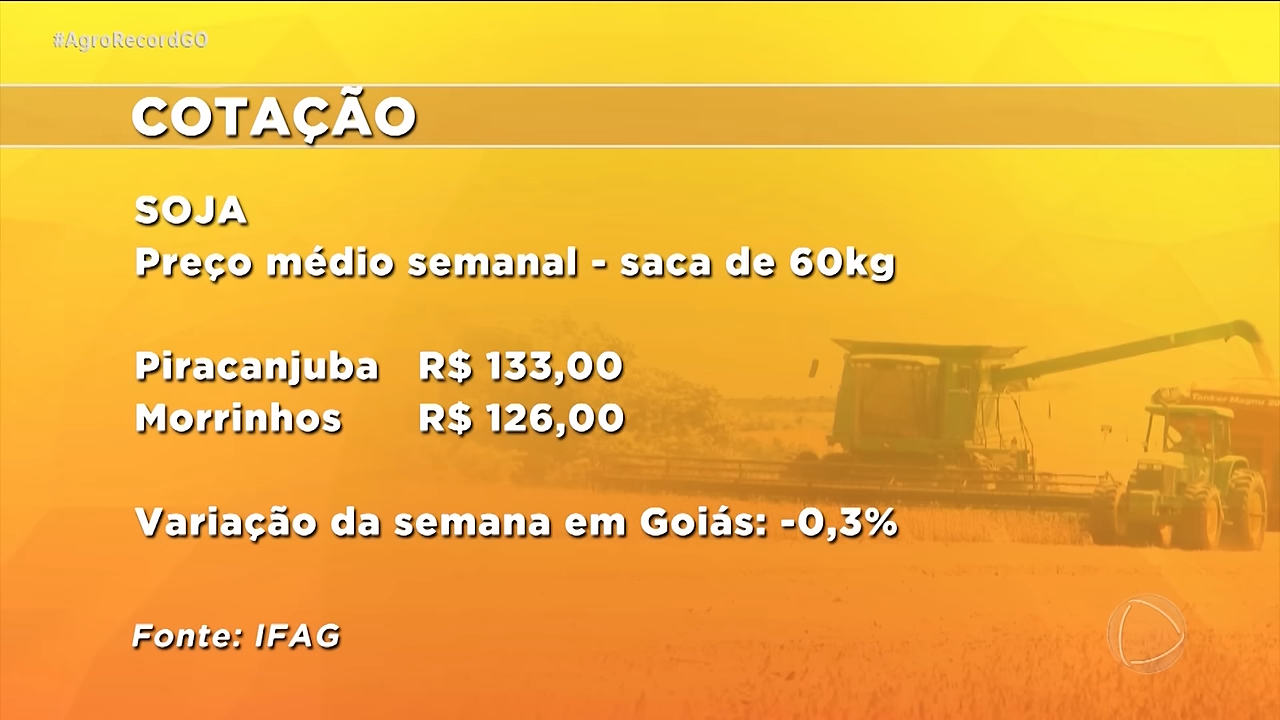 #AgroRecordGO
COTAÇÃO
SOJA
Preço médio semanal - saca de 60kg
Piracanjuba R$ 133,00
Morrinhos R$ 126,00
Variação da semana em Goiás: -0,3%
Fonte: IFAG